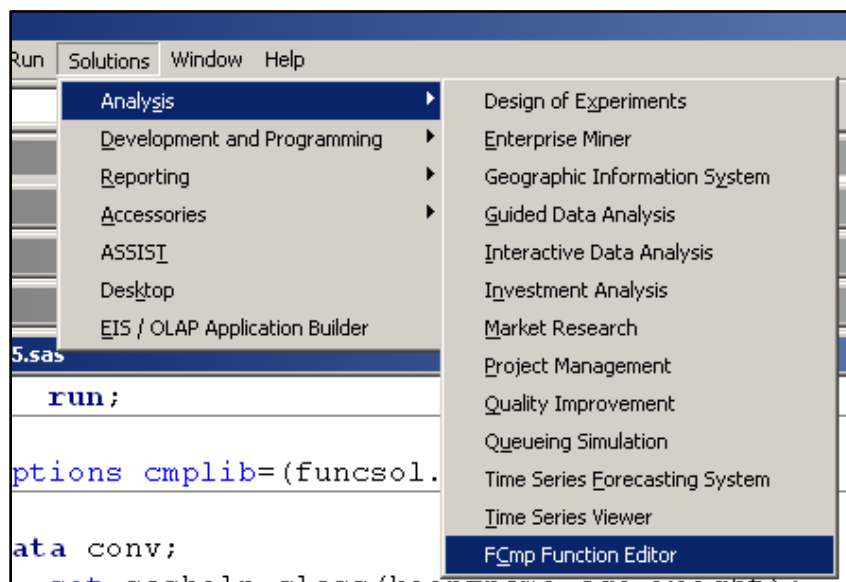 Run Solutions Window Help
Analysis
Development and Programming
Reporting
Accessories
ASSIST
Desktop
EIS / OLAP Application Builder
Design of Experiments
Enterprise Miner
Geographic Information System
Guided Data Analysis
Interactive Data Analysis
Investment Analysis
Market Research
Project Management
Quality Improvement
Queueing Simulation
Time Series Forecasting System
Time Series Viewer
FCmp Function Editor
5.sas
run;
ptions cmplib=(funcsol.
ata conv;